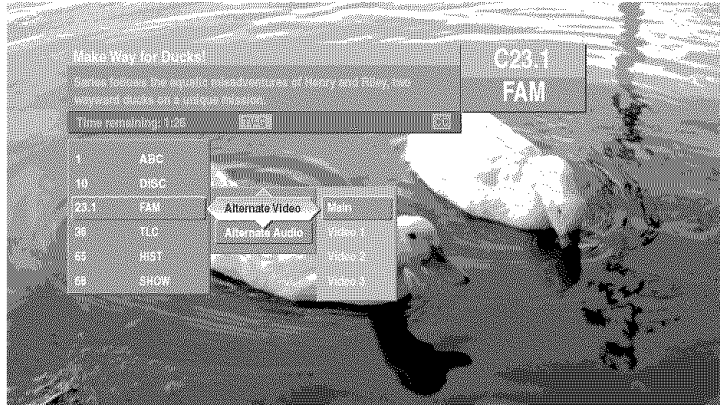 Make Way for Ducks!
C23.1
Series follows the aquatic misadventures of Henry and Riley, two
wayward ducks on a unique mission.
FAM
Time remaining: 1:26
CC
1 ABC
10 DISC
23.1 FAM Alternate Video Main
36 TLC Alternate Audio Video 1
65 HIST Video 2
68 SHOW Video 3